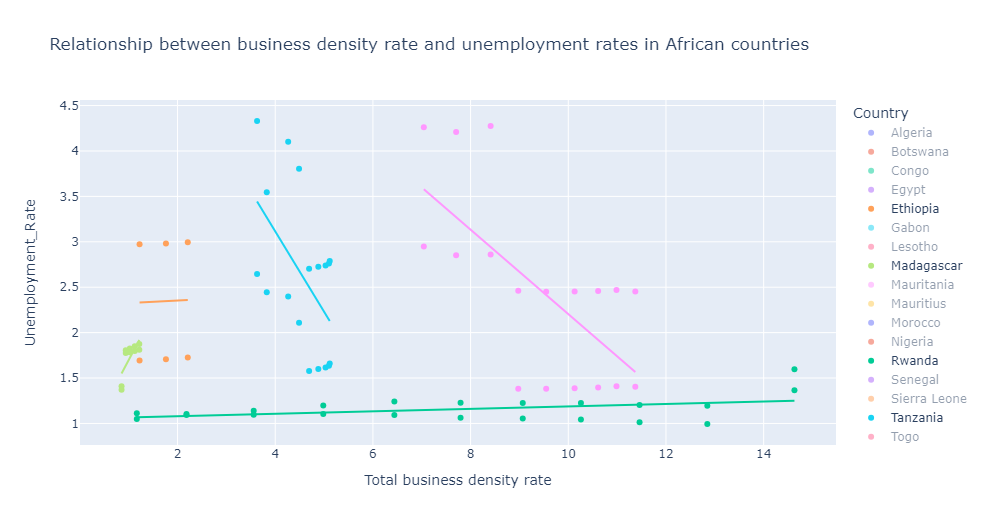 Relationship between business density rate and unemployment rates in African countries
4.5
4
3.5
3
2.5
2
1.5
1
Unemployment_Rate
2 4 6 8 10 12 14
Total business density rate
Country
Algeria
Botswana
Congo
Egypt
Ethiopia
Gabon
Lesotho
Madagascar
Mauritania
Mauritius
Morocco
Nigeria
Rwanda
Senegal
Sierra Leone
Tanzania
Togo